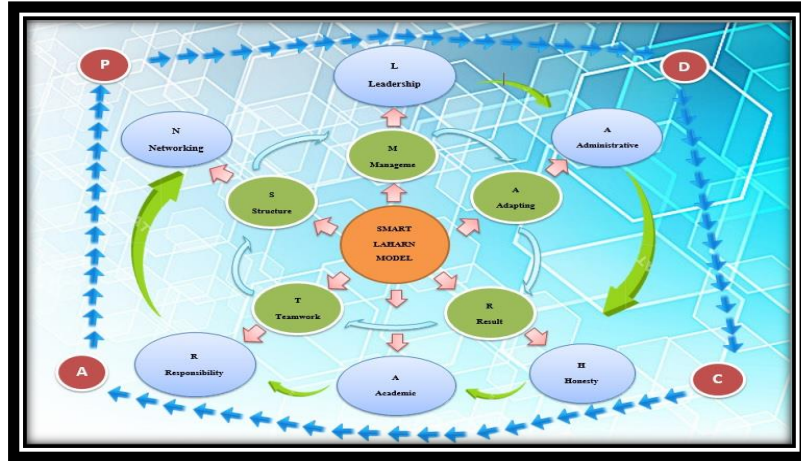 P
D
L
Leadership
N
Networking
A
Administrative
M
Manageme
S
Structure
A
Adapting
SMART
LAHARN
MODEL
T
Teamwork
R
Result
R
Responsibility
A
Academic
H
Honesty
A
C